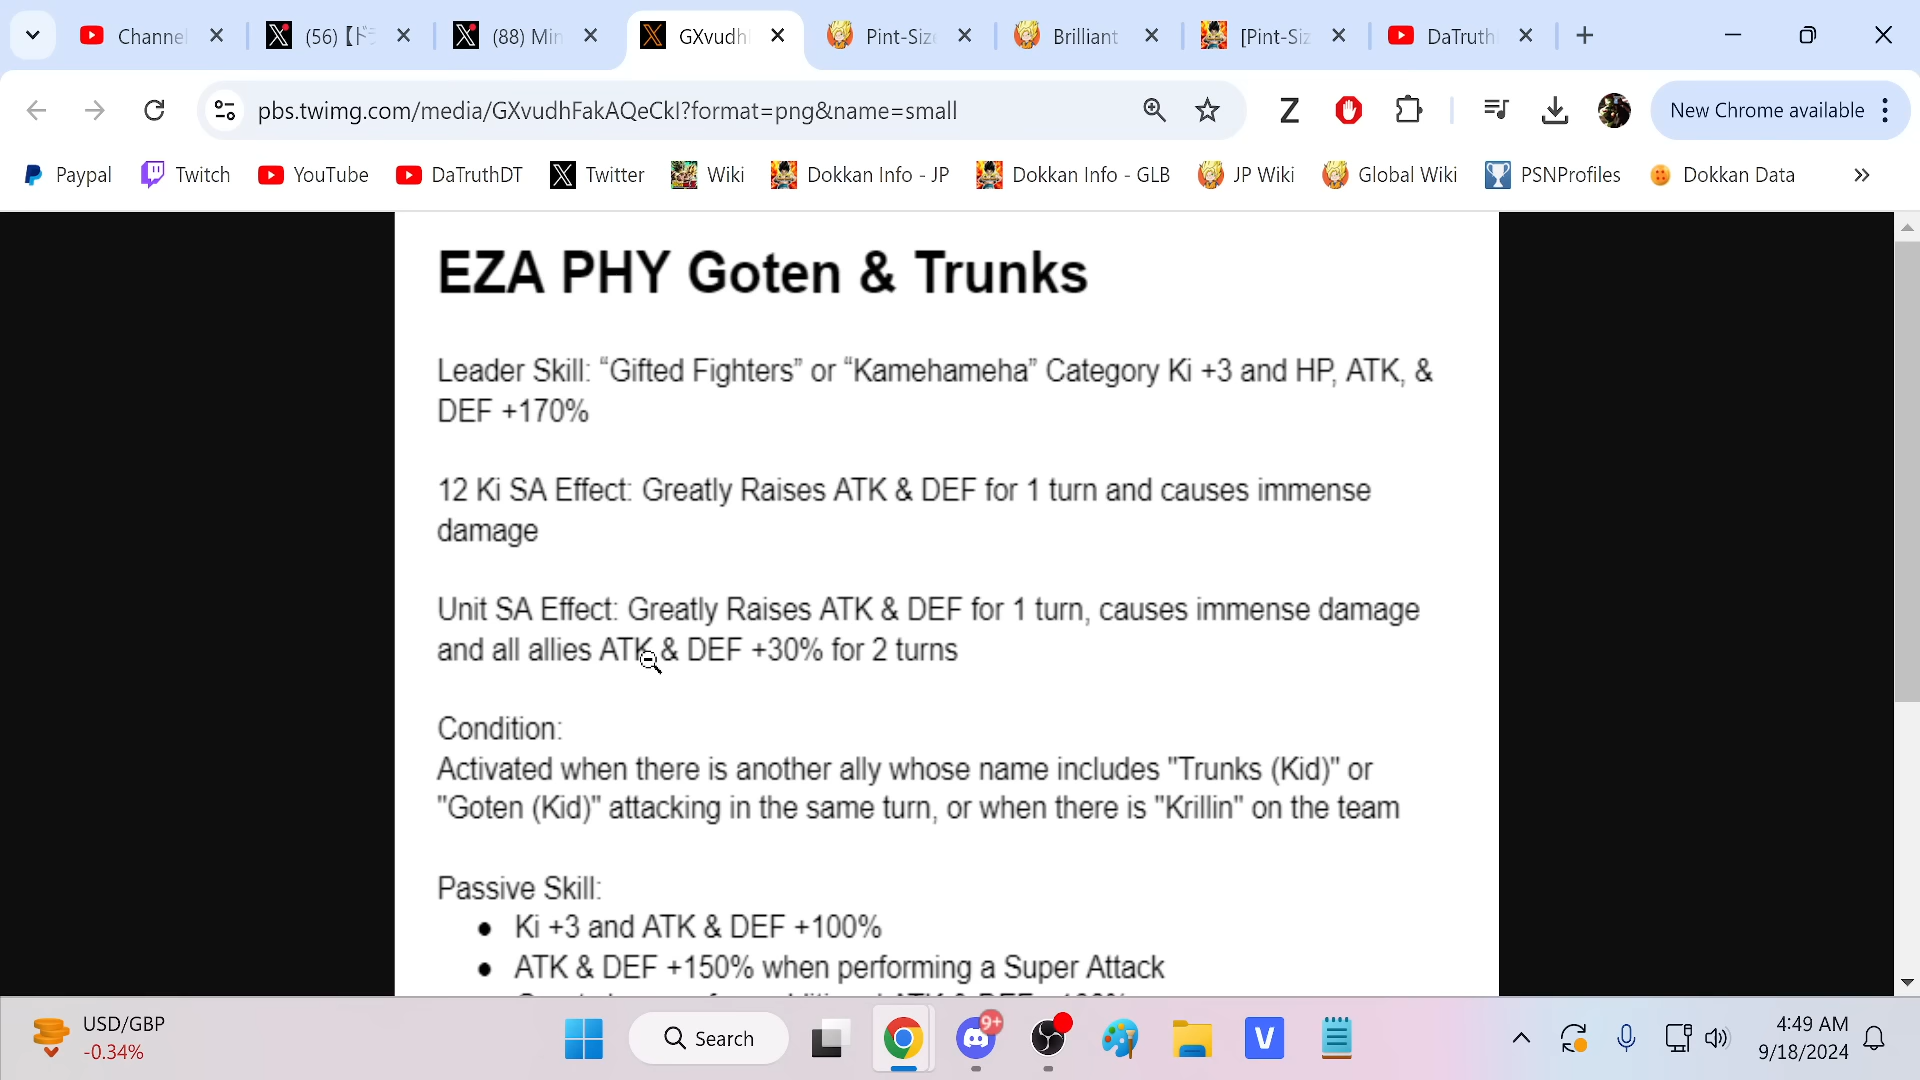 Channe
(56)【ド
(88) Min
GXvudh
Pint-Size
Brilliant
[Pint-Siz
DaTruth
pbs.twimg.com/media/GXvudhFakAQeCkI?format=png&name=small
Z
New Chrome available
Paypal
Twitch
YouTube
DaTruthDT
Twitter
Wiki
Dokkan Info - JP
Dokkan Info - GLB
JP Wiki
Global Wiki
PSNProfiles
Dokkan Data
»
EZA PHY Goten & Trunks
Leader Skill: “Gifted Fighters” or “Kamehameha” Category Ki +3 and HP, ATK, &
DEF +170%
12 Ki SA Effect: Greatly Raises ATK & DEF for 1 turn and causes immense
damage
Unit SA Effect: Greatly Raises ATK & DEF for 1 turn, causes immense damage
and all allies ATK & DEF +30% for 2 turns
Condition:
Activated when there is another ally whose name includes "Trunks (Kid)" or
"Goten (Kid)" attacking in the same turn, or when there is "Krillin" on the team
Passive Skill:
● Ki +3 and ATK & DEF +100%
● ATK & DEF +150% when performing a Super Attack
USD/GBP
-0.34%
Search
9+
V
4:49 AM
9/18/2024